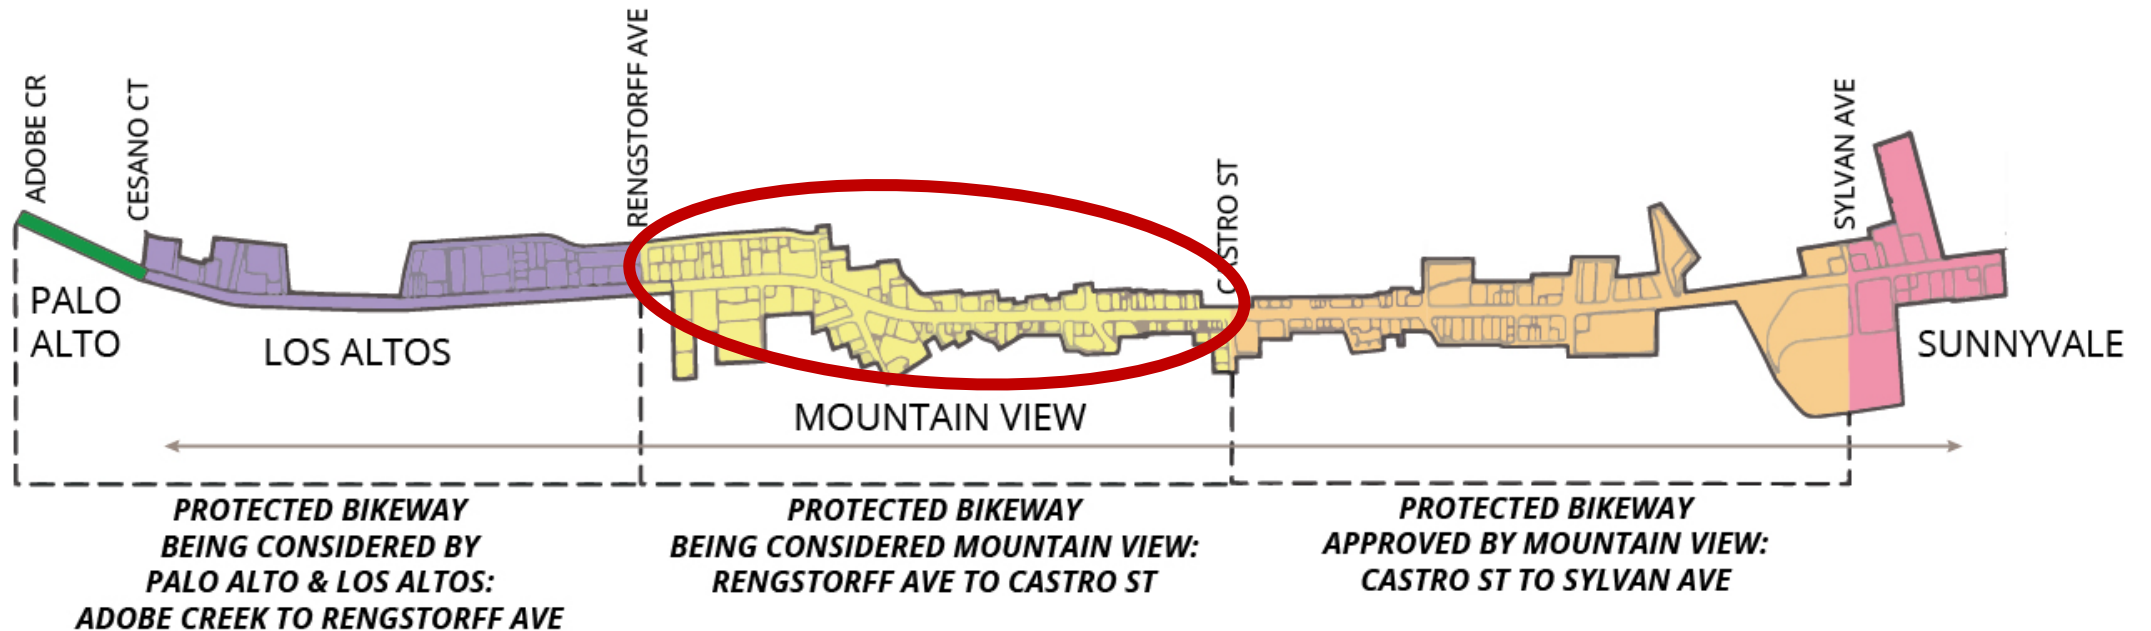 ADOBE CR
CESANO CT
RENGSTORFF AVE
CASTRO ST
SYLVAN AVE
PALO
ALTO
LOS ALTOS
MOUNTAIN VIEW
SUNNYVALE
PROTECTED BIKEWAY
BEING CONSIDERED BY
PALO ALTO & LOS ALTOS:
ADOBE CREEK TO RENGSTORFF AVE
PROTECTED BIKEWAY
BEING CONSIDERED MOUNTAIN VIEW:
RENGSTORFF AVE TO CASTRO ST
PROTECTED BIKEWAY
APPROVED BY MOUNTAIN VIEW:
CASTRO ST TO SYLVAN AVE